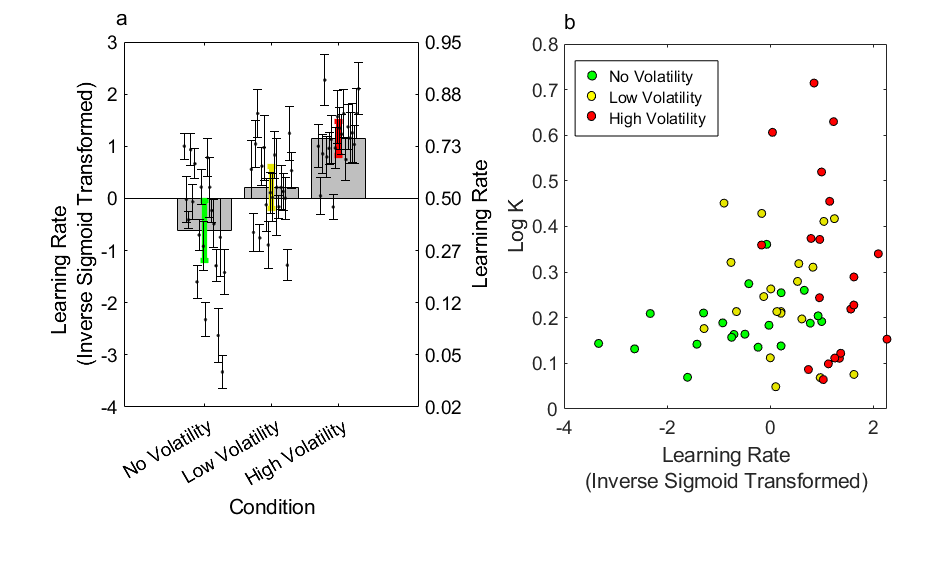 a
3
2
1
0
-1
-2
-3
-4
0.95
0.88
0.73
0.50
0.27
0.12
0.05
0.02
Learning Rate
(Inverse Sigmoid Transformed)
Learning Rate
No Volatility
Low Volatility
High Volatility
Condition
b
0.8
0.7
0.6
0.5
0.4
0.3
0.2
0.1
0
Log K
No Volatility
Low Volatility
High Volatility
-4
-2
0
2
Learning Rate
(Inverse Sigmoid Transformed)